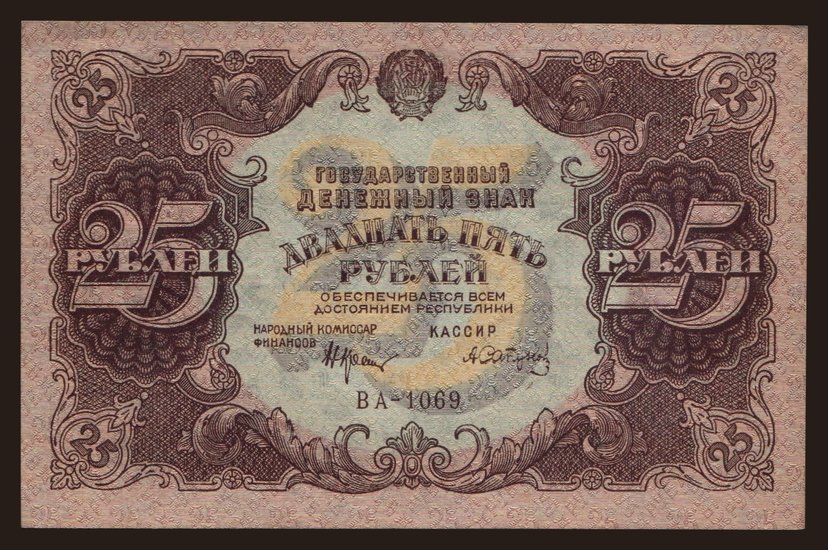 25
25
ГОСУДАРСТВЕННЫЙ
ДЕНЕЖНЫЙ ЗНАК
ДВАДЦАТЬ ПЯТЬ
РУБЛЕЙ
25
РУБЛЕЙ
25
РУБЛЕЙ
25
ОБЕСПЕЧИВАЕТСЯ ВСЕМ
ДОСТОЯНИЕМ РЕСПУБЛИКИ
НАРОДНЫЙ КОМИССАР
ФИНАНСОВ
КАССИР
ВА-1069
25
25